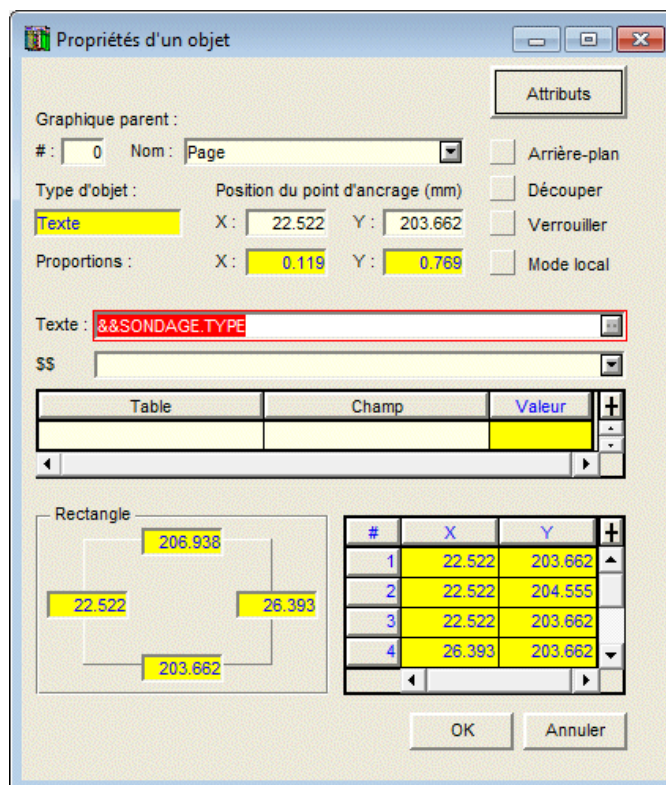 Propriétés d'un objet
Attributs
Graphique parent :
# : 0 Nom : Page
Arrière-plan
Type d'objet : Position du point d'ancrage (mm)
Découper
Texte X : 22.522 Y : 203.662
Verrouiller
Proportions : X : 0.119 Y : 0.769
Mode local
Texte : &&SONDAGE.TYPE
$$
Table Champ Valeur +
Rectangle
206.938
22.522 26.393
203.662
# X Y +
1 22.522 203.662
2 22.522 204.555
3 22.522 203.662
4 26.393 203.662
OK Annuler